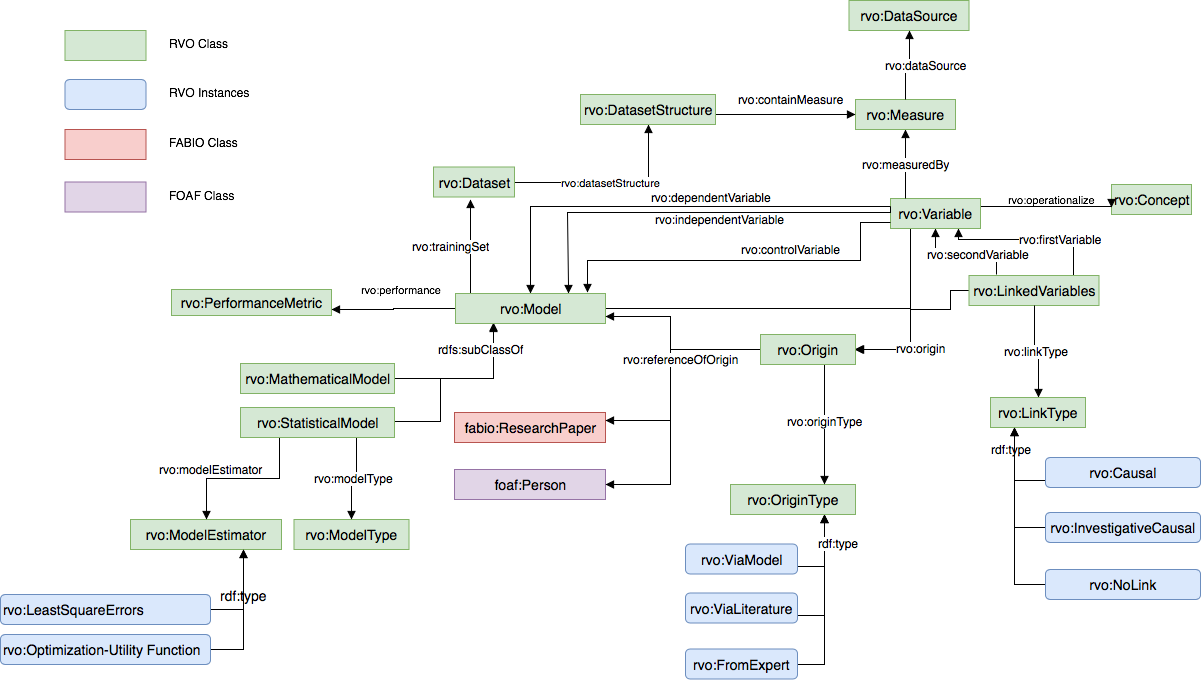 rvo:DataSource
RVO Class
rvo:dataSource
RVO Instances
rvo:containMeasure
rvo:DatasetStructure
rvo:Measure
FABIO Class
rvo:measuredBy
rvo:Dataset
rvo:datasetStructure
FOAF Class
rvo:dependentVariable
rvo:operationalize
rvo:Concept
rvo:Variable
rvo:independentVariable
rvo:firstVariable
rvo:trainingSet
rvo:controlVariable
rvo:secondVariable
rvo:performance
rvo:LinkedVariables
rvo:PerformanceMetric
rvo:Model
rdfs:subClassOf
rvo:Origin
rvo:origin
rvo:linkType
rvo:referenceOfOrigin
rvo:MathematicalModel
rvo:LinkType
rvo:StatisticalModel
rvo:originType
fabio:ResearchPaper
rdf:type
rvo:modelEstimator
rvo:modelType
rvo:Causal
foaf:Person
rvo:OriginType
rvo:InvestigativeCausal
rvo:ModelEstimator
rvo:ModelType
rdf:type
rvo:ViaModel
rvo:NoLink
rdf:type
rvo:LeastSquareErrors
rvo:ViaLiterature
rvo:Optimization-Utility Function
rvo:FromExpert